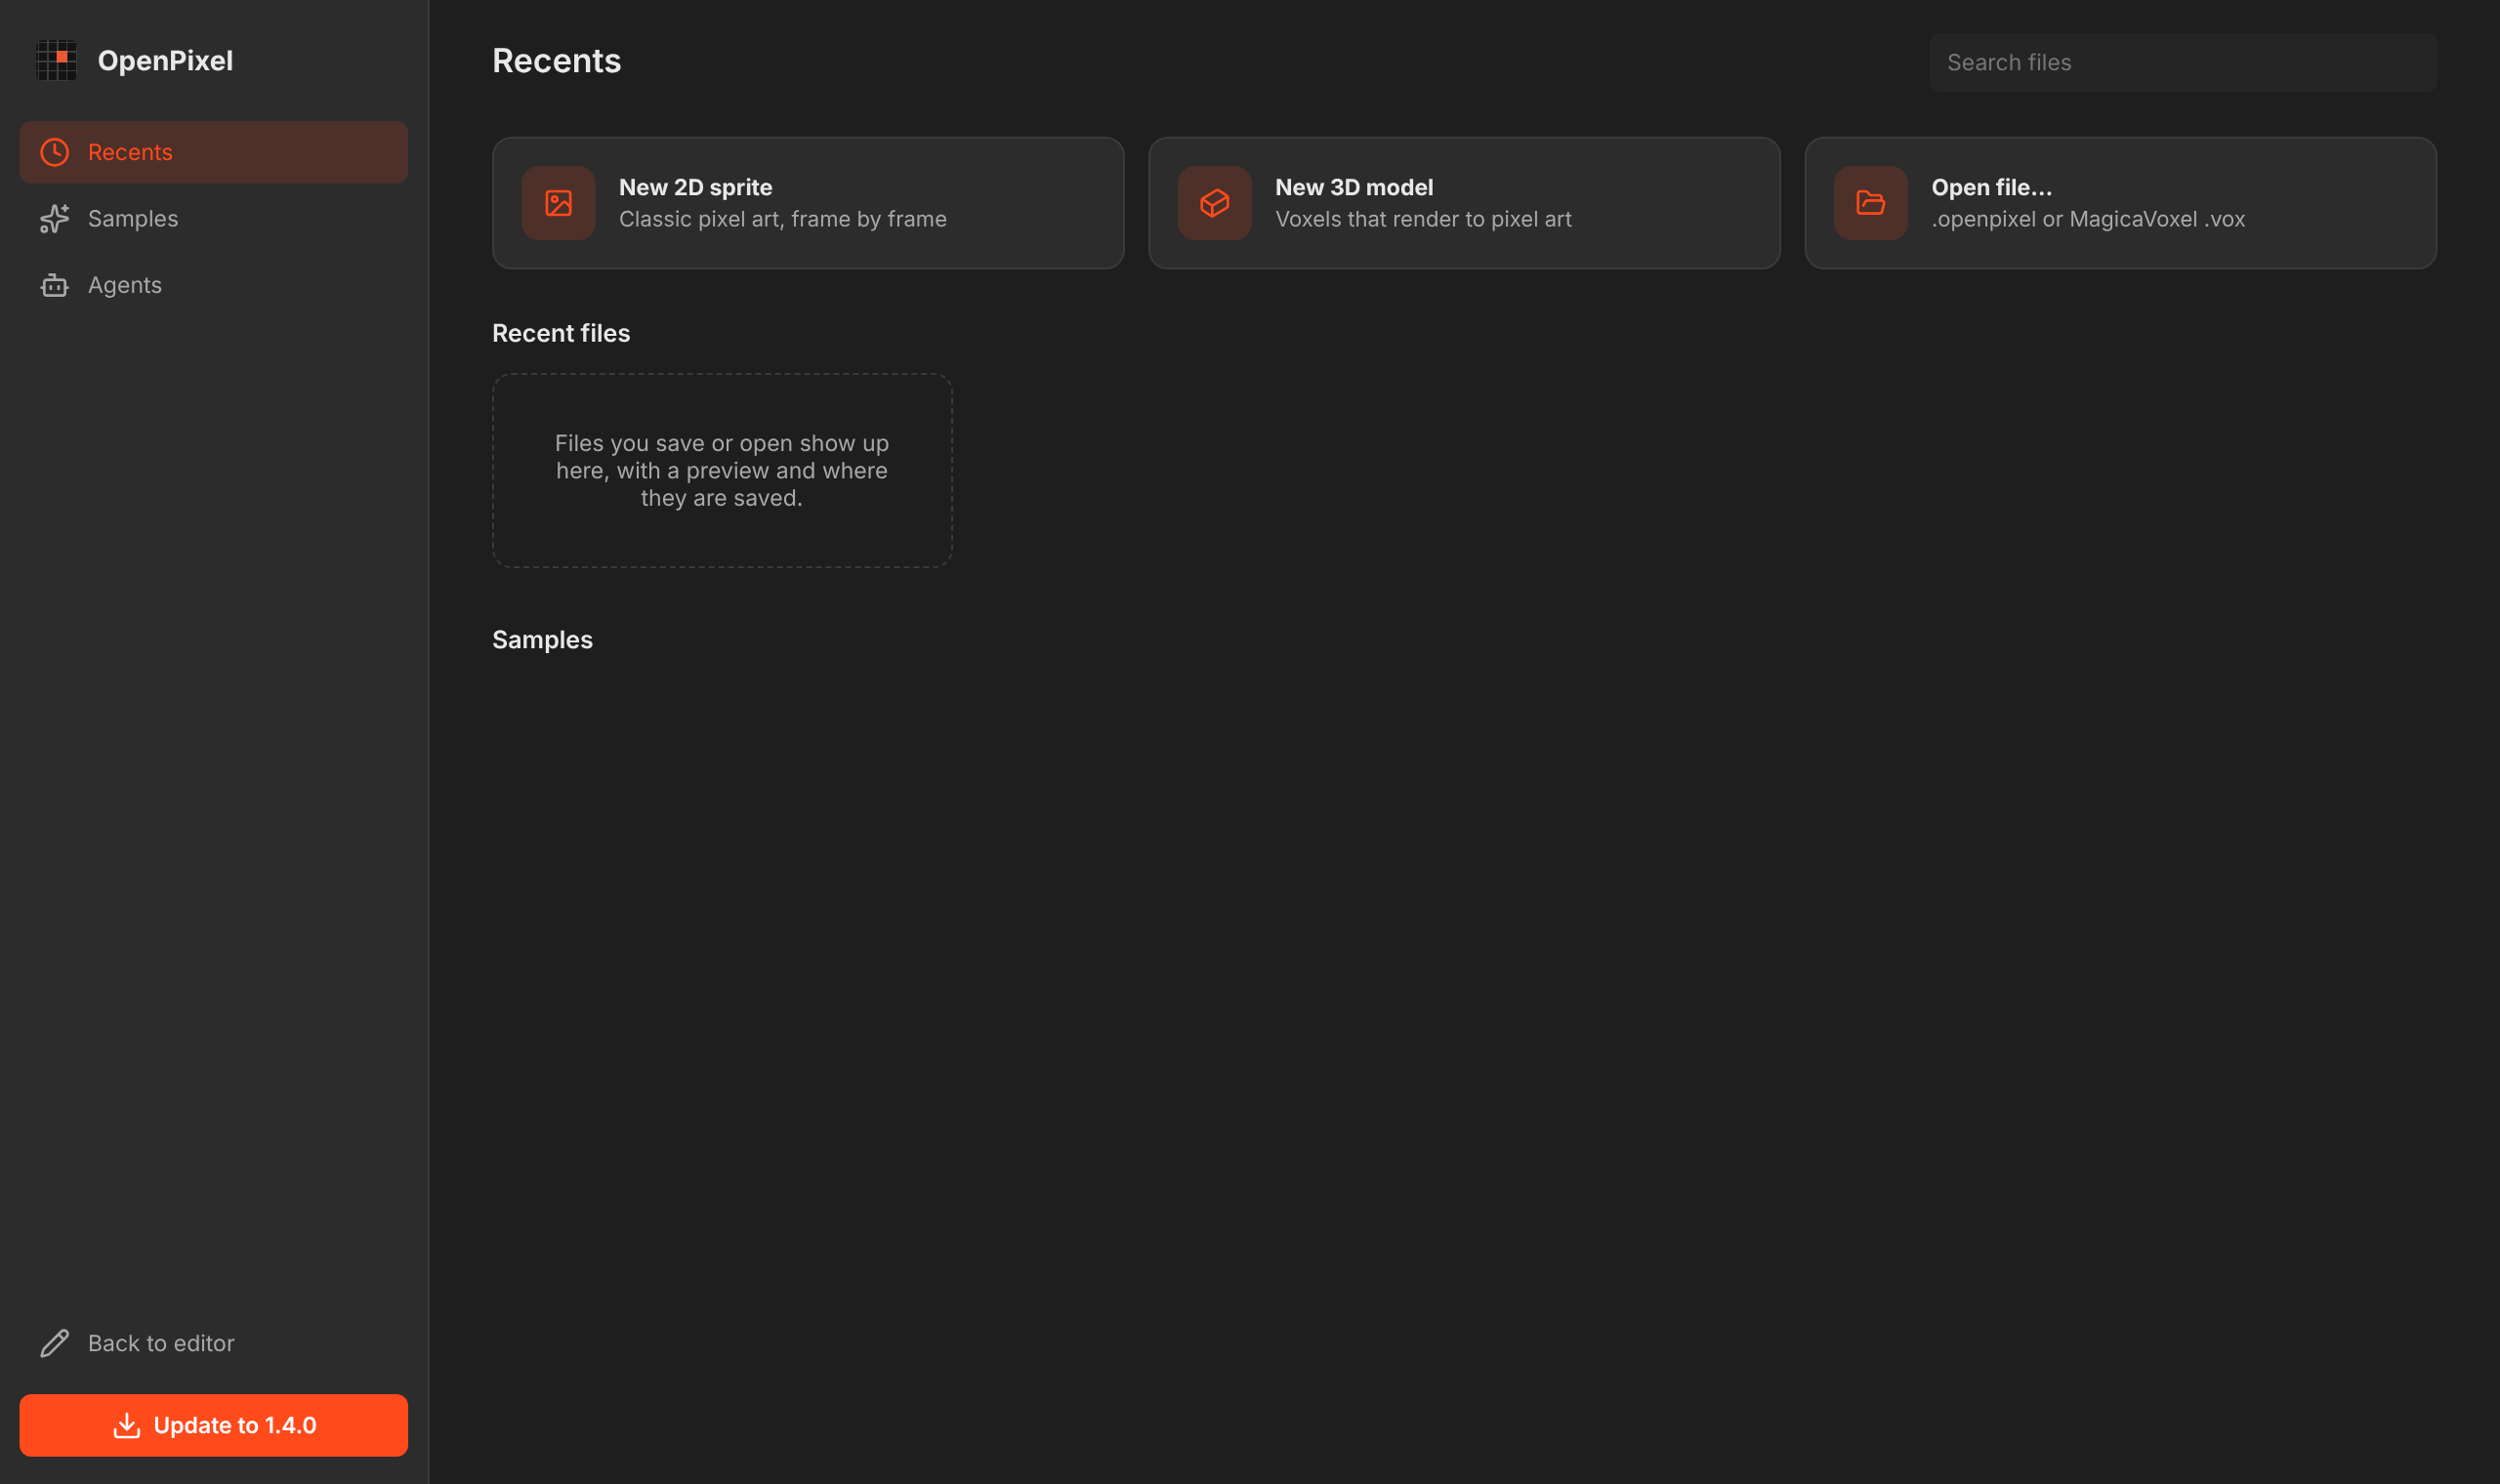 OpenPixel
Recents
Samples
Agents
Back to editor
Update to 1.4.0
Recents
Search files
New 2D sprite
Classic pixel art, frame by frame
New 3D model
Voxels that render to pixel art
Open file...
.openpixel or MagicaVoxel .vox
Recent files
Files you save or open show up
here, with a preview and where
they are saved.
Samples